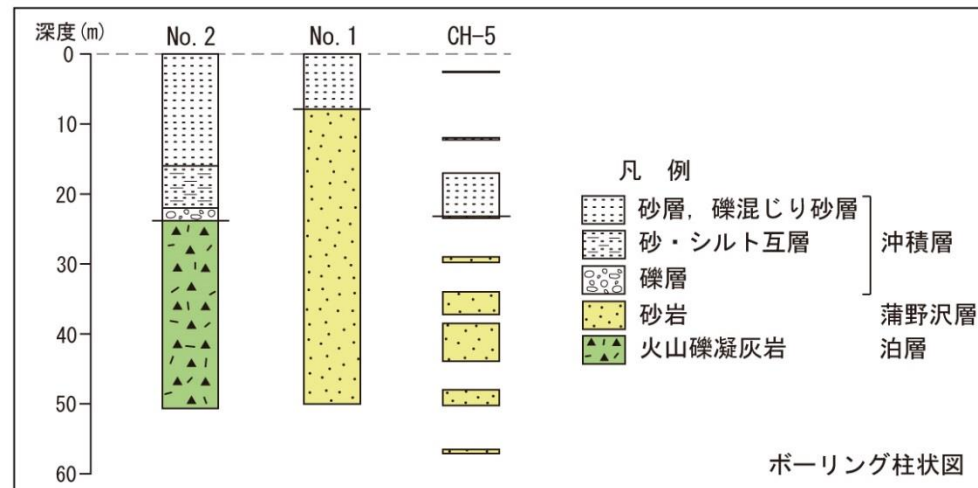 深度(m)
No. 2
No. 1
CH-5
0
10
20
30
40
50
60
凡 例
砂層，礫混じり砂層
砂・シルト互層
礫層
沖積層
砂岩
蒲野沢層
火山礫凝灰岩
泊層
ボーリング柱状図